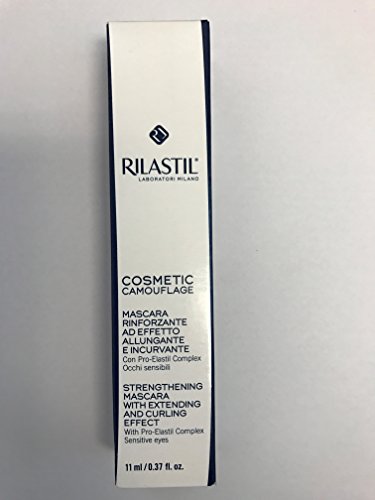 RILASTIL®
LABORATORI MILANO
COSMETIC
CAMOUFLAGE
MASCARA
RINFORZANTE
AD EFFETTO
ALLUNGANTE
E INCURVANTE
Con Pro-Elastil Complex
Occhi sensibili
STRENGTHENING
MASCARA
WITH EXTENDING
AND CURLING
EFFECT
With Pro-Elastil Complex
Sensitive eyes
11 ml / 0.37 fl. oz.